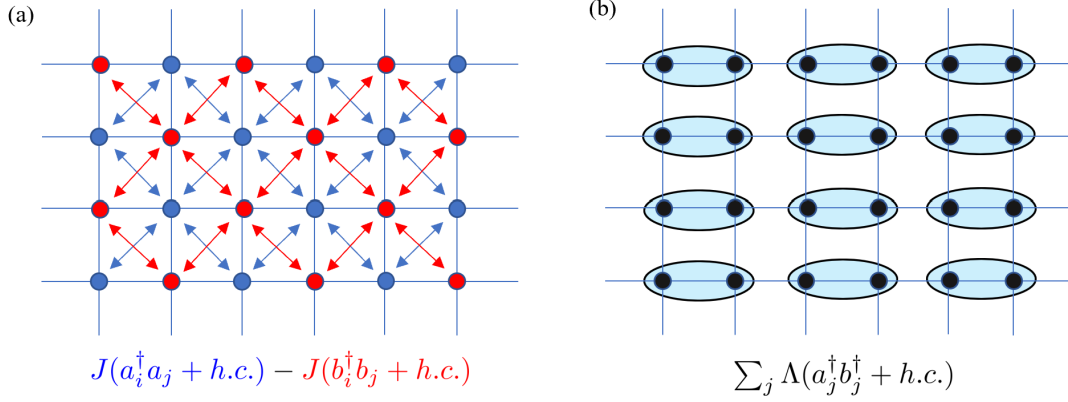 (a)
(b)
J(a_i^† a_j + h.c.) − J(b_i^† b_j + h.c.)
∑_j Λ(a_j^† b_j^† + h.c.)